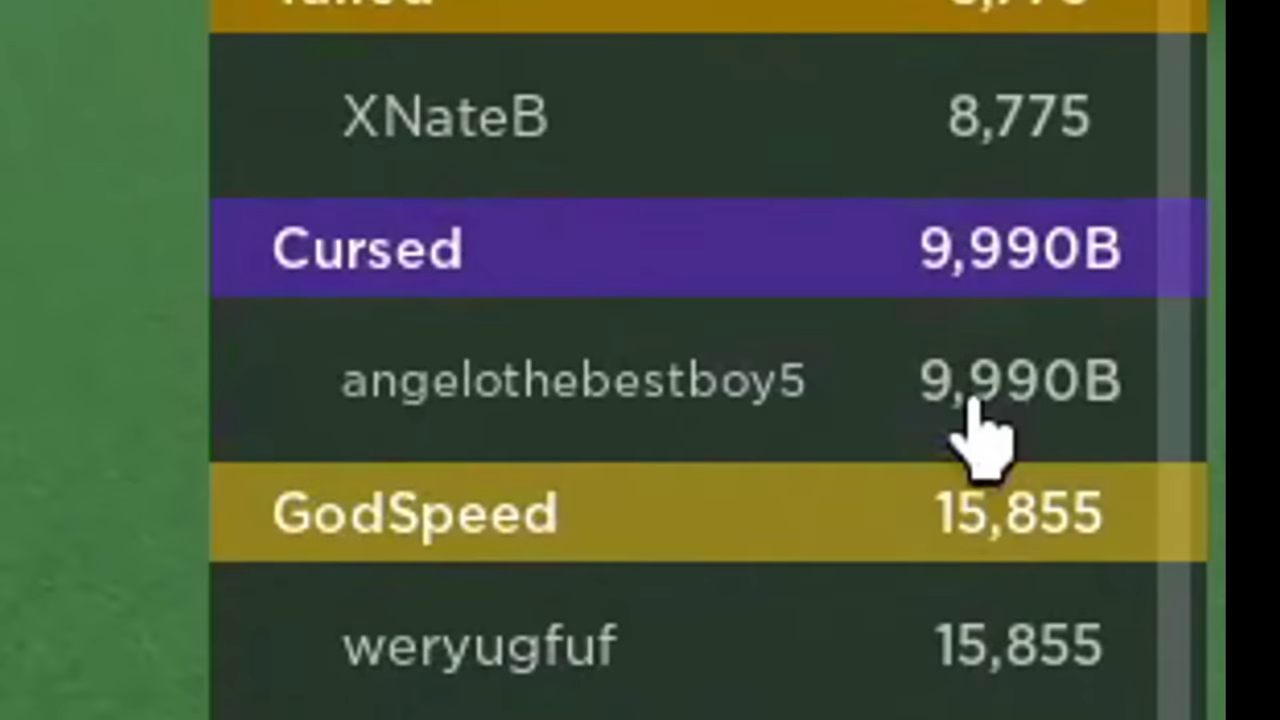 XNateB 8,775
Cursed 9,990B
angelothebestboy5 9,990B
GodSpeed 15,855
weryugfuf 15,855